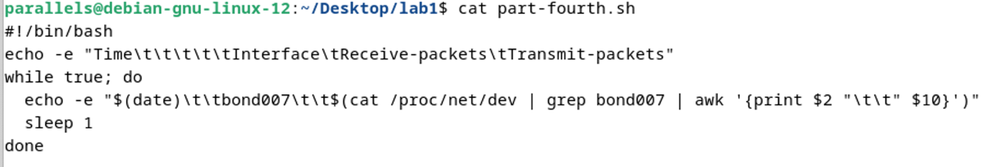 parallels@debian-gnu-linux-12:~/Desktop/lab1$ cat part-fourth.sh
#!/bin/bash
echo -e "Time\t\t\t\t\tInterface\tReceive-packets\tTransmit-packets"
while true; do
  echo -e "$(date)\t\tbond007\t\t$(cat /proc/net/dev | grep bond007 | awk '{print $2 "\t\t" $10}')"
  sleep 1
done